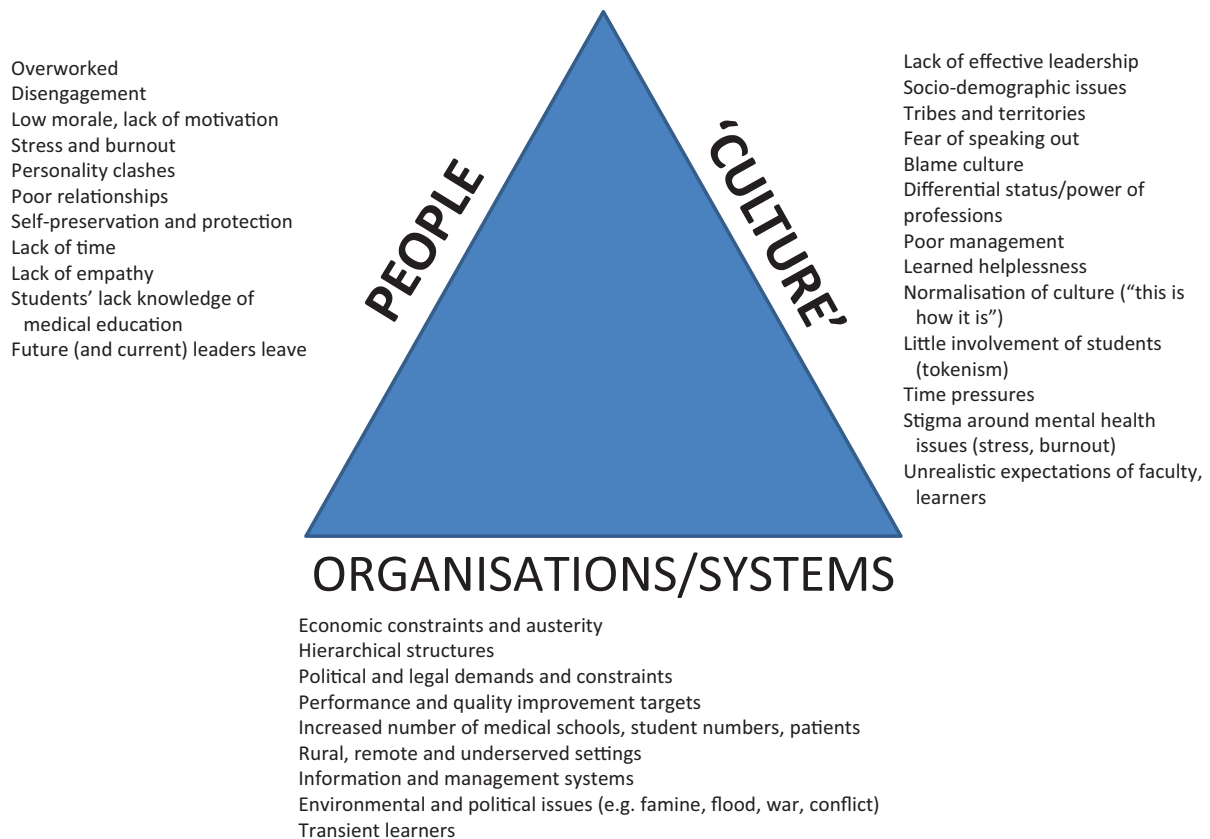 Overworked
Disengagement
Low morale, lack of motivation
Stress and burnout
Personality clashes
Poor relationships
Self-preservation and protection
Lack of time
Lack of empathy
Students’ lack knowledge of
medical education
Future (and current) leaders leave
PEOPLE
‘CULTURE’
Lack of effective leadership
Socio-demographic issues
Tribes and territories
Fear of speaking out
Blame culture
Differential status/power of
professions
Poor management
Learned helplessness
Normalisation of culture (“this is
how it is”)
Little involvement of students
(tokenism)
Time pressures
Stigma around mental health
issues (stress, burnout)
Unrealistic expectations of faculty,
learners
ORGANISATIONS/SYSTEMS
Economic constraints and austerity
Hierarchical structures
Political and legal demands and constraints
Performance and quality improvement targets
Increased number of medical schools, student numbers, patients
Rural, remote and underserved settings
Information and management systems
Environmental and political issues (e.g. famine, flood, war, conflict)
Transient learners